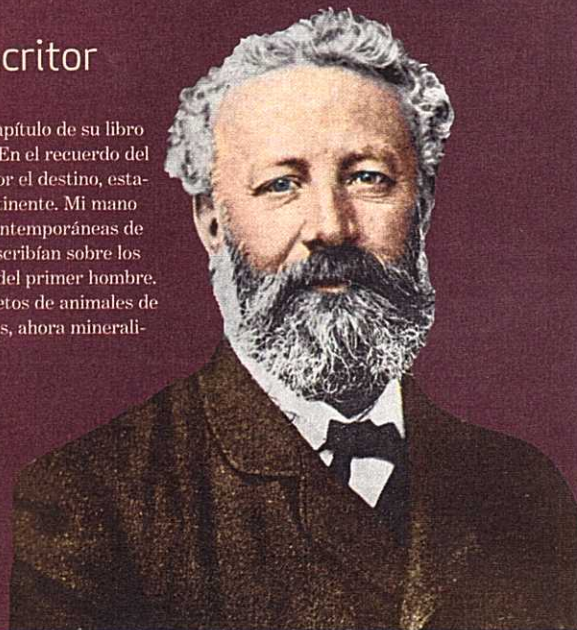 critor
apítulo de su libro
En el recuerdo del
or el destino, esta-
tinente. Mi mano
ntemporáneas de
scribían sobre los
del primer hombre.
etos de animales de
s, ahora minerali-